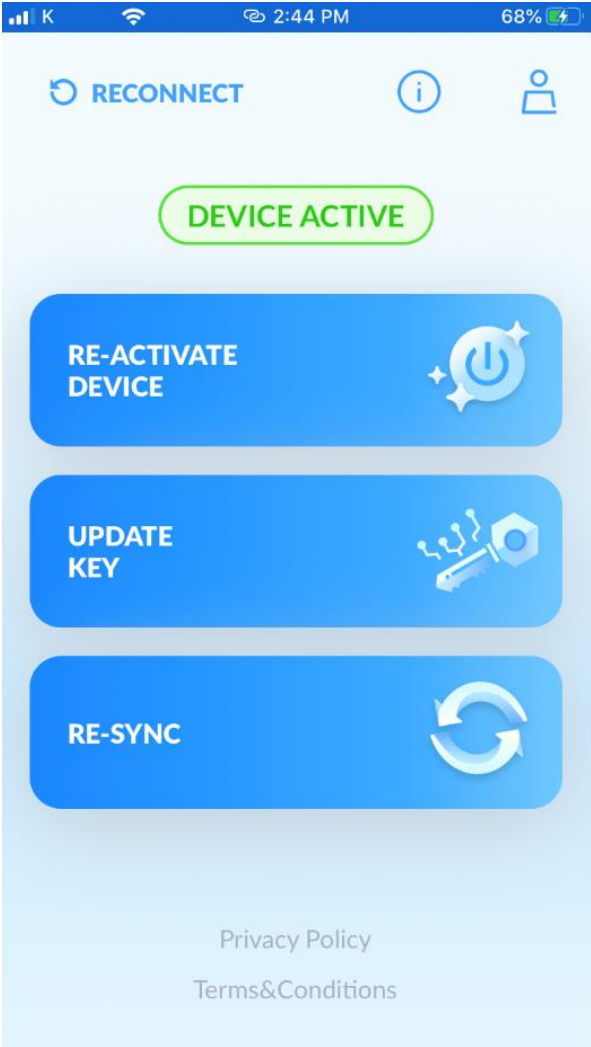 K 2:44 PM 68%
RECONNECT
DEVICE ACTIVE
RE-ACTIVATE
DEVICE
UPDATE
KEY
RE-SYNC
Privacy Policy
Terms&Conditions